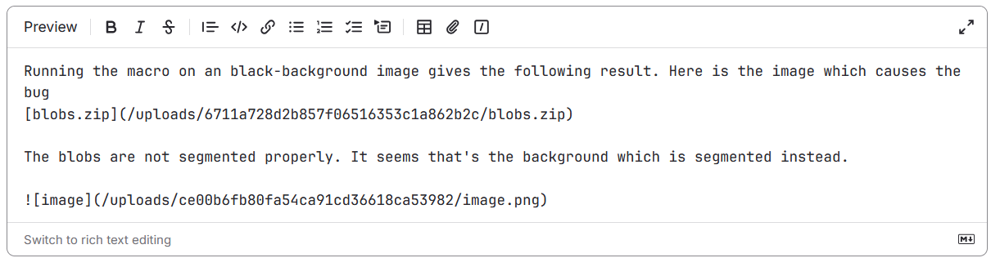 Preview
Running the macro on an black-background image gives the following result. Here is the image which causes the
bug
[blobs.zip](/uploads/6711a728d2b857f06516353c1a862b2c/blobs.zip)
The blobs are not segmented properly. It seems that's the background which is segmented instead.
![image](/uploads/ce00b6fb80fa54ca91cd36618ca53982/image.png)
Switch to rich text editing